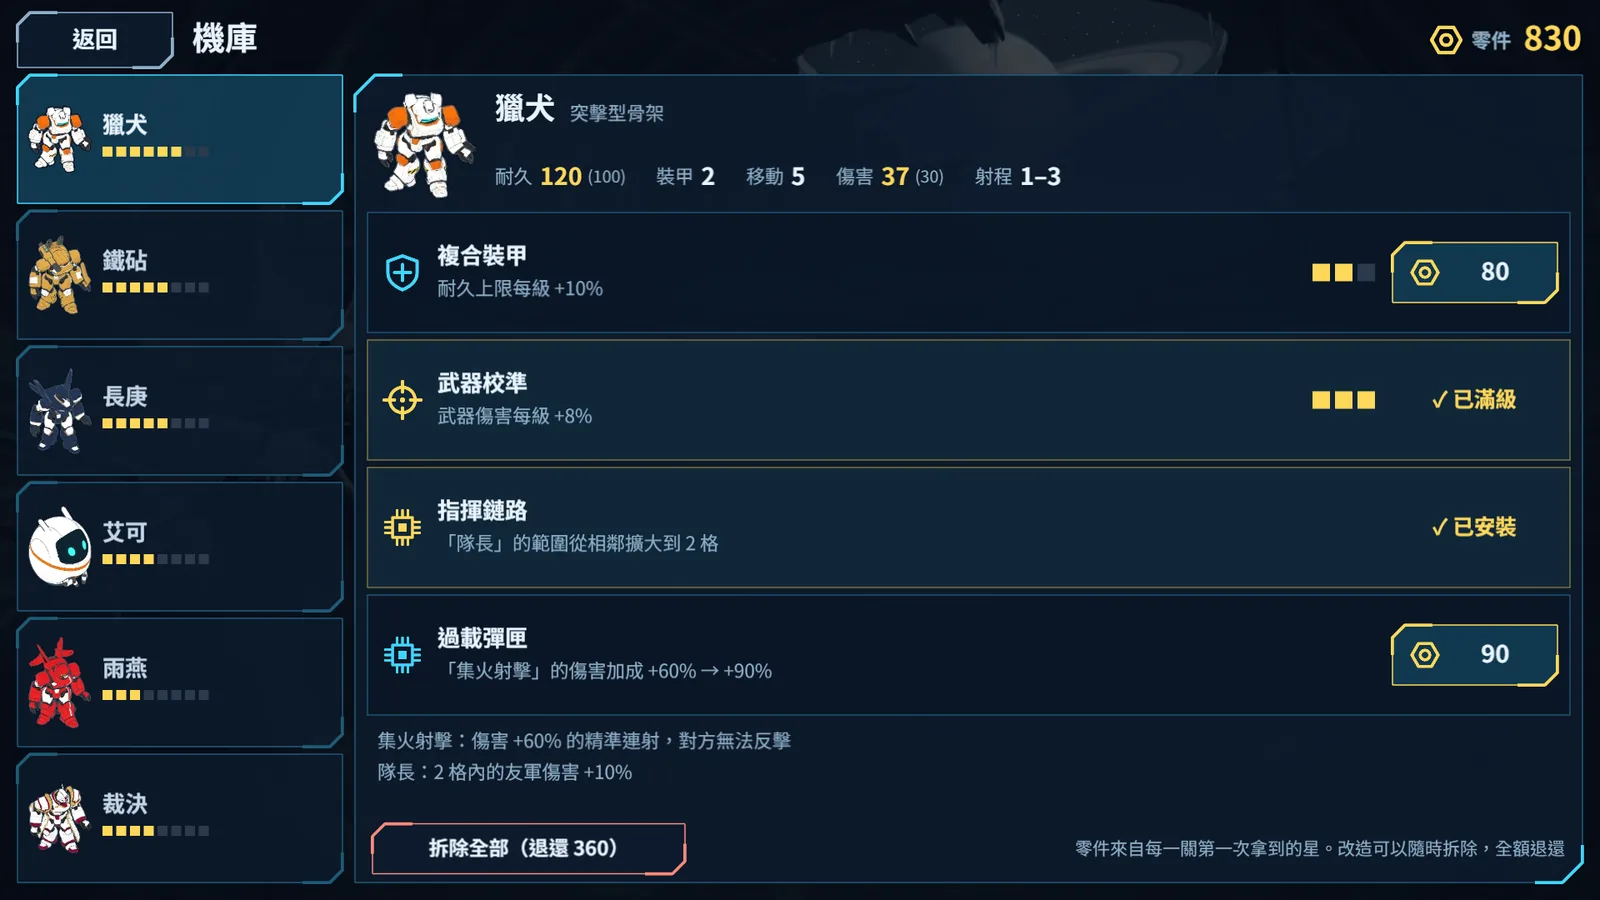 返回
機庫
零件 830
獵犬
鐵砧
長庚
艾可
雨燕
裁決
獵犬 突擊型骨架
耐久 120 (100) 裝甲 2 移動 5 傷害 37 (30) 射程 1–3
複合裝甲
耐久上限每級 +10%
80
武器校準
武器傷害每級 +8%
✓已滿級
指揮鏈路
「隊長」的範圍從相鄰擴大到 2 格
✓已安裝
過載彈匣
「集火射擊」的傷害加成 +60% → +90%
90
集火射擊：傷害 +60% 的精準連射，對方無法反擊
隊長：2 格內的友軍傷害 +10%
拆除全部（退還 360）
零件來自每一關第一次拿到的星。改造可以隨時拆除，全額退還